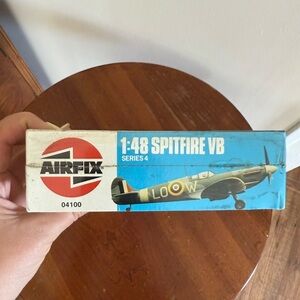 AIRFIX
04100
1:48 SPITFIRE VB
SERIES 4
LO W